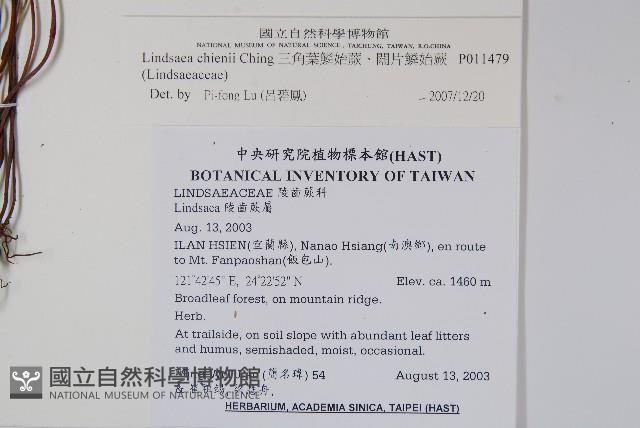 國立自然科學博物館
NATIONAL MUSEUM OF NATURAL SCIENCE, TAICHUNG, TAIWAN, R.O.CHINA
Lindsaea chienii Ching 三角葉鱗始蕨、闊片鱗始蕨 P011479
(Lindsaeaceae)
Det. by Pi-fong Lu (呂碧鳳) 2007/12/20
中央研究院植物標本館(HAST)
BOTANICAL INVENTORY OF TAIWAN
LINDSAEACEAE 陵齒蕨科
Lindsaea 陵齒蕨屬
Aug. 13, 2003
ILAN HSIEN(宜蘭縣), Nanao Hsiang(南澳鄉), en route
to Mt. Fanpaoshan(飯包山).
121°42'45" E, 24°22'52" N Elev. ca. 1460 m
Broadleaf forest, on mountain ridge.
Herb.
At trailside, on soil slope with abundant leaf litters
and humus, semishaded, moist, occasional.
(簡名瑋) 54 August 13, 2003
HERBARIUM, ACADEMIA SINICA, TAIPEI (HAST)
國立自然科學博物館
NATIONAL MUSEUM OF NATURAL SCIENCE